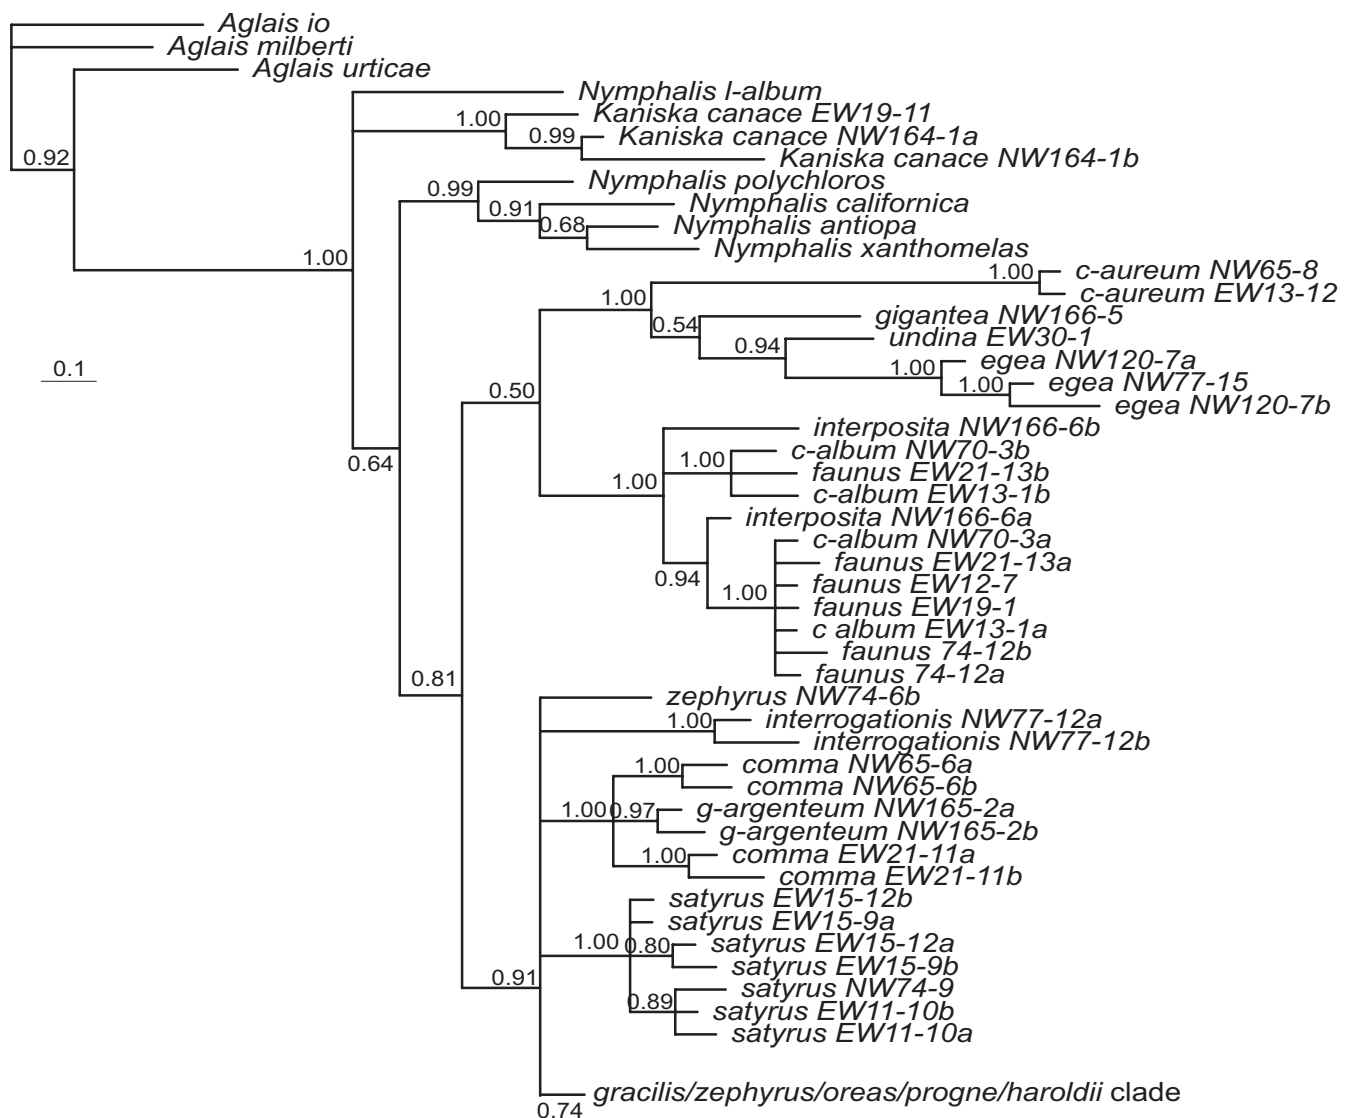 Aglais io
Aglais milberti
Aglais urticae
Nymphalis l-album
Kaniska canace EW19-11
1.00
Kaniska canace NW164-1a
0.99
Kaniska canace NW164-1b
0.92
Nymphalis polychloros
0.99
Nymphalis californica
0.91
Nymphalis antiopa
0.68
Nymphalis xanthomelas
1.00
c-aureum NW65-8
1.00
c-aureum EW13-12
1.00
gigantea NW166-5
0.54
undina EW30-1
0.94
egea NW120-7a
1.00
0.1
egea NW77-15
1.00
0.50
egea NW120-7b
interposita NW166-6b
c-album NW70-3b
1.00
0.64
faunus EW21-13b
1.00
c-album EW13-1b
interposita NW166-6a
c-album NW70-3a
faunus EW21-13a
0.94
faunus EW12-7
1.00
faunus EW19-1
c album EW13-1a
faunus 74-12b
faunus 74-12a
0.81
zephyrus NW74-6b
1.00
interrogationis NW77-12a
interrogationis NW77-12b
1.00
comma NW65-6a
comma NW65-6b
1.00
0.97
g-argenteum NW165-2a
g-argenteum NW165-2b
1.00
comma EW21-11a
comma EW21-11b
satyrus EW15-12b
satyrus EW15-9a
1.00
0.80
satyrus EW15-12a
satyrus EW15-9b
0.91
satyrus NW74-9
0.89
satyrus EW11-10b
satyrus EW11-10a
gracilis/zephyrus/oreas/progne/haroldii clade
0.74